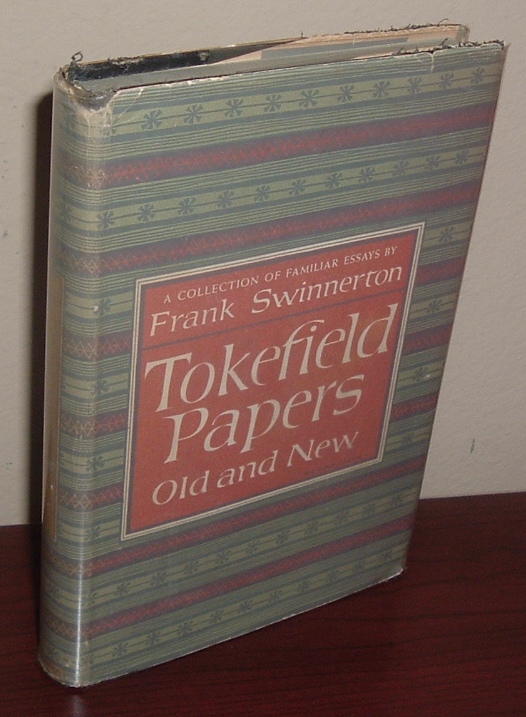 A COLLECTION OF FAMILIAR ESSAYS BY
Frank Swinnerton
Tokefield
Papers
Old and New